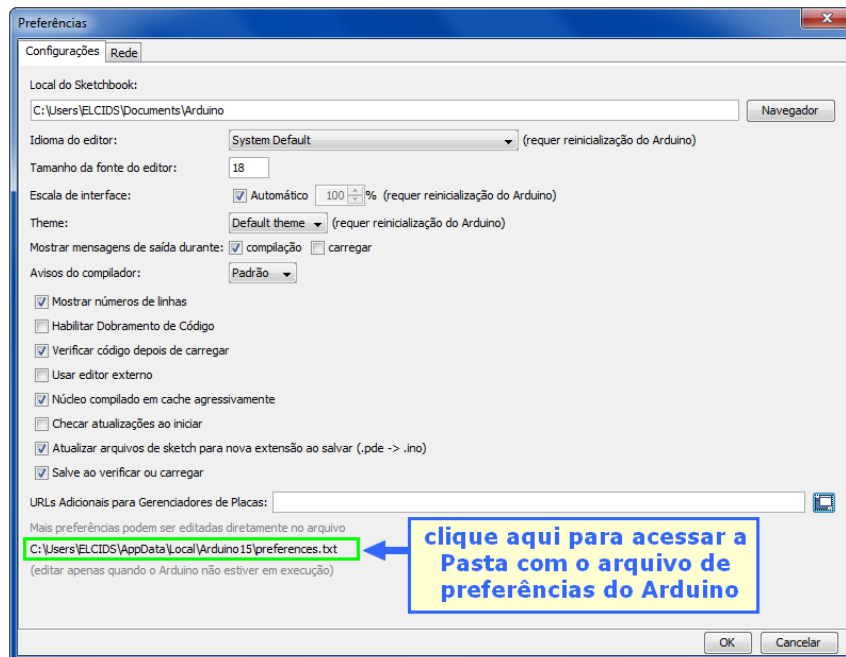 Preferências
Configurações Rede
Local do Sketchbook:
C:\Users\ELCIDS\Documents\Arduino Navegador
Idioma do editor: System Default (requer reinicialização do Arduino)
Tamanho da fonte do editor: 18
Escala de interface: Automático 100 % (requer reinicialização do Arduino)
Theme: Default theme (requer reinicialização do Arduino)
Mostrar mensagens de saída durante: compilação carregar
Avisos do compilador: Padrão
Mostrar números de linhas
Habilitar Dobramento de Código
Verificar código depois de carregar
Usar editor externo
Núcleo compilado em cache agressivamente
Checar atualizações ao iniciar
Atualizar arquivos de sketch para nova extensão ao salvar (.pde -> .ino)
Salve ao verificar ou carregar
URLs Adicionais para Gerenciadores de Placas:
Mais preferências podem ser editadas diretamente no arquivo
C:\Users\ELCIDS\AppData\Local\Arduino15\preferences.txt
(editar apenas quando o Arduino não estiver em execução)
clique aqui para acessar a
Pasta com o arquivo de
preferências do Arduino
OK Cancelar